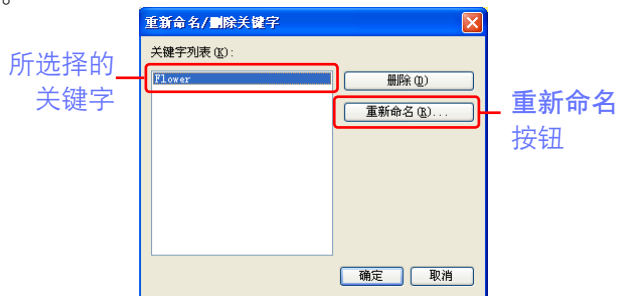 。
重新命名/删除关键字
关键字列表(K):
所选择的
关键字
Flower
册除(D)
重新命名(R)...
重新命名
按钮
确定
取消